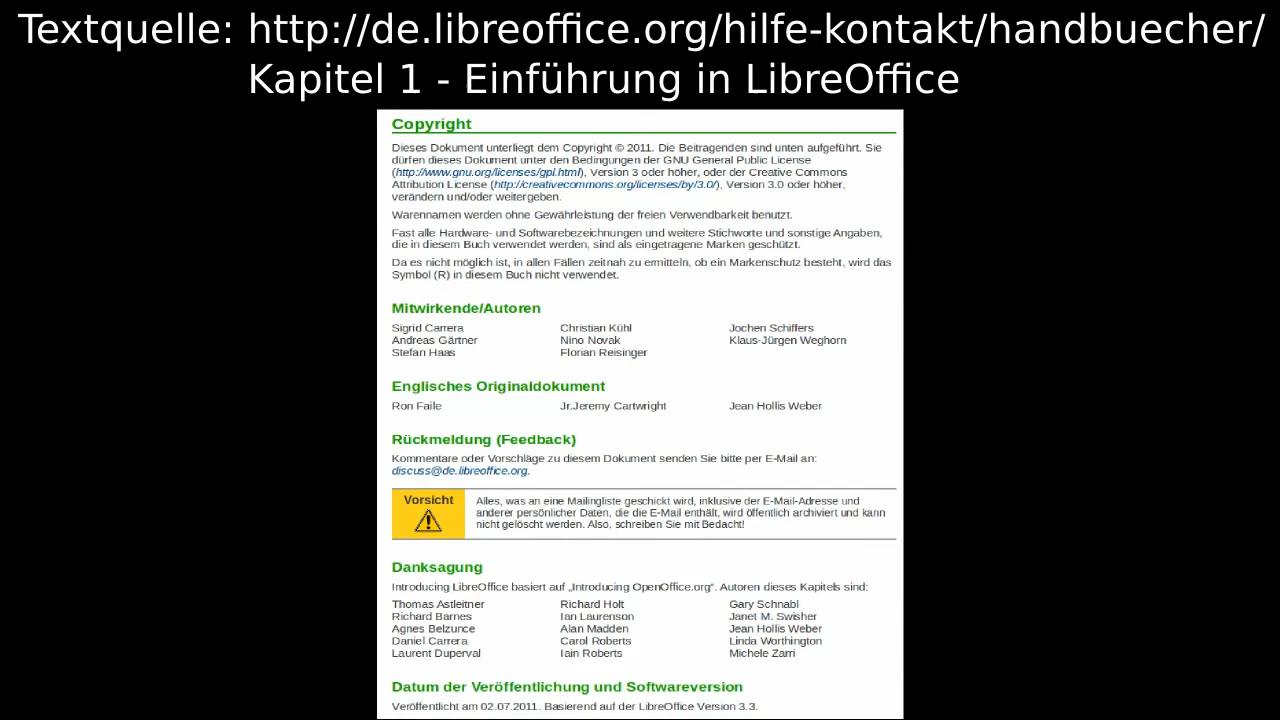 Textquelle: http://de.libreoffice.org/hilfe-kontakt/handbuecher/
Kapitel 1 - Einführung in LibreOffice
Copyright
Dieses Dokument unterliegt dem Copyright © 2011. Die Beitragenden sind unten aufgeführt. Sie
dürfen dieses Dokument unter den Bedingungen der GNU General Public License
(http://www.gnu.org/licenses/gpl.html), Version 3 oder höher, oder der Creative Commons
Attribution License (http://creativecommons.org/licenses/by/3.0/), Version 3.0 oder höher,
verändern und/oder weitergeben.
Warennamen werden ohne Gewährleistung der freien Verwendbarkeit benutzt.
Fast alle Hardware- und Softwarebezeichnungen und weitere Stichworte und sonstige Angaben,
die in diesem Buch verwendet werden, sind als eingetragene Marken geschützt.
Da es nicht möglich ist, in allen Fällen zeitnah zu ermitteln, ob ein Markenschutz besteht, wird das
Symbol (R) in diesem Buch nicht verwendet.
Mitwirkende/Autoren
Sigrid Carrera Christian Kühl Jochen Schiffers
Andreas Gärtner Nino Novak Klaus-Jürgen Weghorn
Stefan Haas Florian Reisinger
Englisches Originaldokument
Ron Faile Jr.Jeremy Cartwright Jean Hollis Weber
Rückmeldung (Feedback)
Kommentare oder Vorschläge zu diesem Dokument senden Sie bitte per E-Mail an:
discuss@de.libreoffice.org.
Vorsicht
Alles, was an eine Mailingliste geschickt wird, inklusive der E-Mail-Adresse und
anderer persönlicher Daten, die die E-Mail enthält, wird öffentlich archiviert und kann
nicht gelöscht werden. Also, schreiben Sie mit Bedacht!
Danksagung
Introducing LibreOffice basiert auf „Introducing OpenOffice.org“. Autoren dieses Kapitels sind:
Thomas Astleitner Richard Holt Gary Schnabl
Richard Barnes Ian Laurenson Janet M. Swisher
Agnes Belzunce Alan Madden Jean Hollis Weber
Daniel Carrera Carol Roberts Linda Worthington
Laurent Duperval Iain Roberts Michele Zarri
Datum der Veröffentlichung und Softwareversion
Veröffentlicht am 02.07.2011. Basierend auf der LibreOffice Version 3.3.